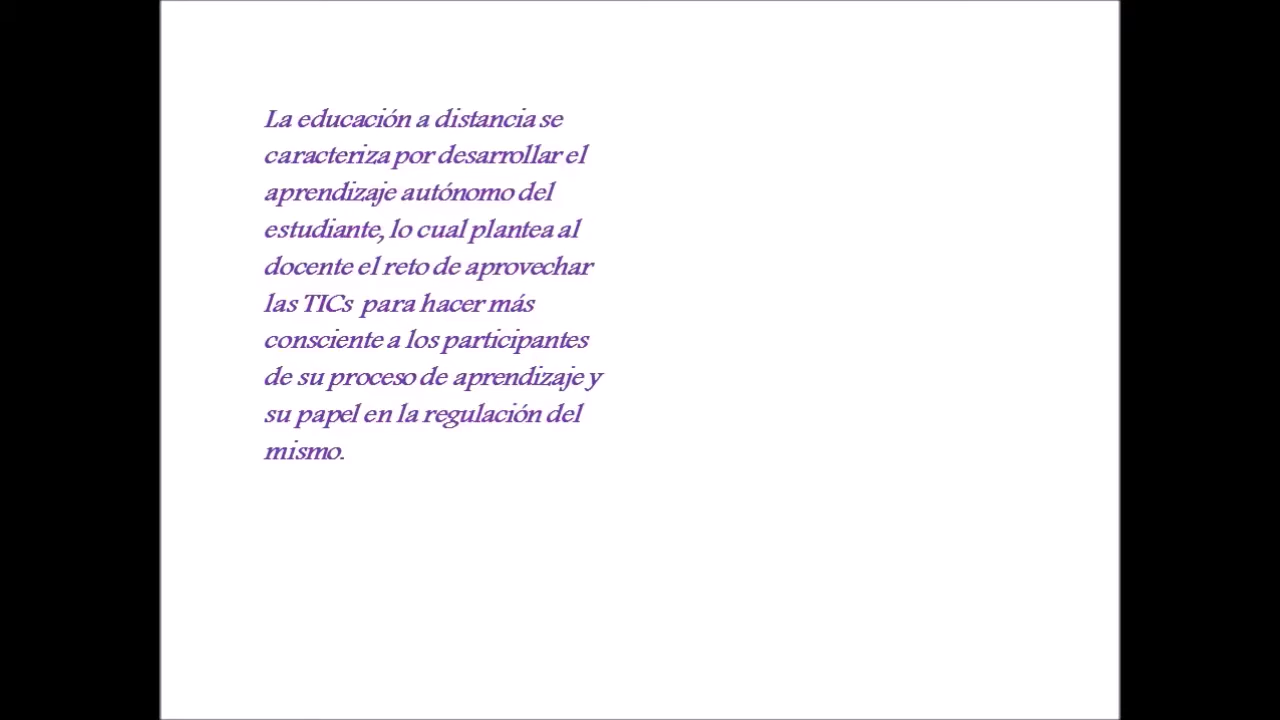 La educación a distancia se
caracteriza por desarrollar el
aprendizaje autónomo del
estudiante, lo cual plantea al
docente el reto de aprovechar
las TICs  para hacer más
consciente a los participantes
de su proceso de aprendizaje y
su papel en la regulación del
mismo.